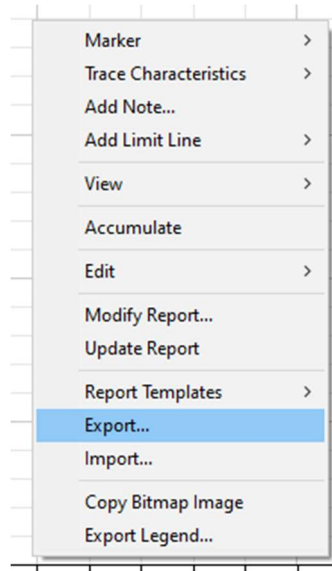 Marker
Trace Characteristics
Add Note...
Add Limit Line
View
Accumulate
Edit
Modify Report...
Update Report
Report Templates
Export...
Import...
Copy Bitmap Image
Export Legend...